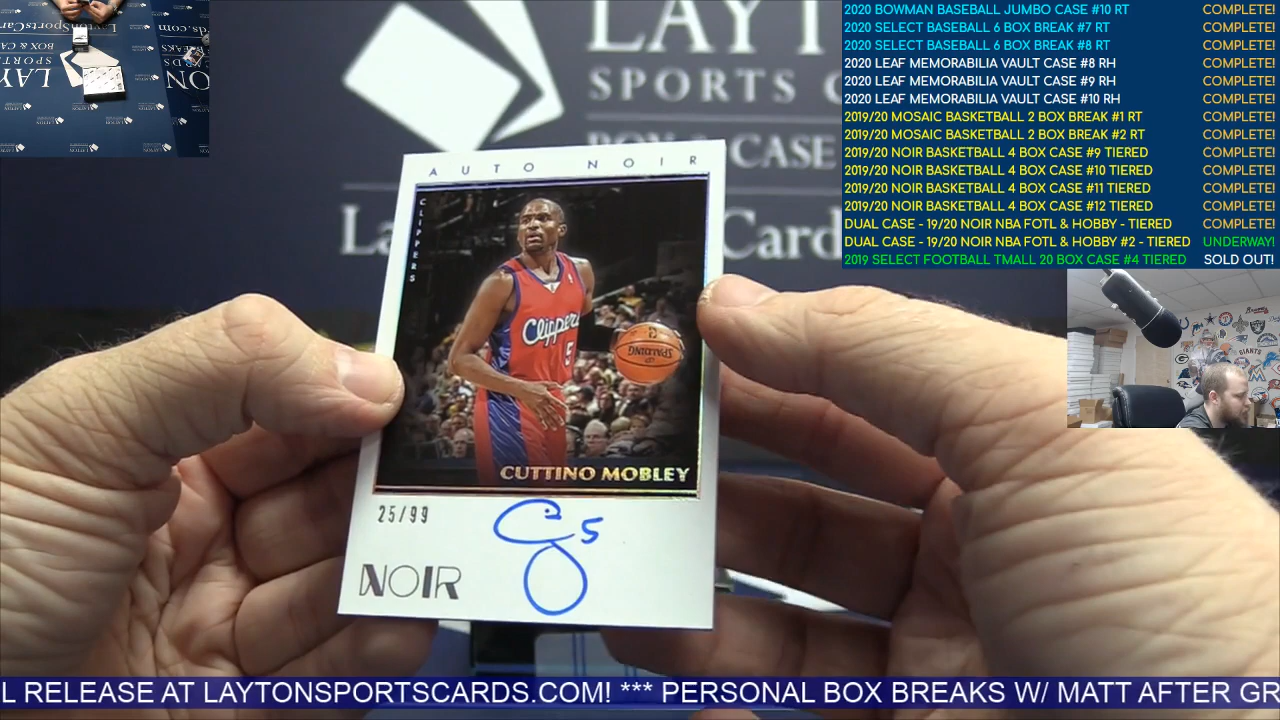 2020 BOWMAN BASEBALL JUMBO CASE #10 RT COMPLETE!
2020 SELECT BASEBALL 6 BOX BREAK #7 RT COMPLETE!
2020 SELECT BASEBALL 6 BOX BREAK #8 RT COMPLETE!
2020 LEAF MEMORABILIA VAULT CASE #8 RH COMPLETE!
2020 LEAF MEMORABILIA VAULT CASE #9 RH COMPLETE!
2020 LEAF MEMORABILIA VAULT CASE #10 RH COMPLETE!
2019/20 MOSAIC BASKETBALL 2 BOX BREAK #1 RT COMPLETE!
2019/20 MOSAIC BASKETBALL 2 BOX BREAK #2 RT COMPLETE!
2019/20 NOIR BASKETBALL 4 BOX CASE #9 TIERED COMPLETE!
2019/20 NOIR BASKETBALL 4 BOX CASE #10 TIERED COMPLETE!
2019/20 NOIR BASKETBALL 4 BOX CASE #11 TIERED COMPLETE!
2019/20 NOIR BASKETBALL 4 BOX CASE #12 TIERED COMPLETE!
DUAL CASE - 19/20 NOIR NBA FOTL & HOBBY - TIERED COMPLETE!
DUAL CASE - 19/20 NOIR NBA FOTL & HOBBY #2 - TIERED UNDERWAY!
2019 SELECT FOOTBALL TMALL 20 BOX CASE #4 TIERED SOLD OUT!
LAYT
SPORTS C
BOX & CASE
La Card
AUTO NOIR
CLIPPERS
Clippers
5
SPALDING
CUTTINO MOBLEY
25/99
5
NOIR
GIANTS
L RELEASE AT LAYTONSPORTSCARDS.COM! *** PERSONAL BOX BREAKS W/ MATT AFTER GR